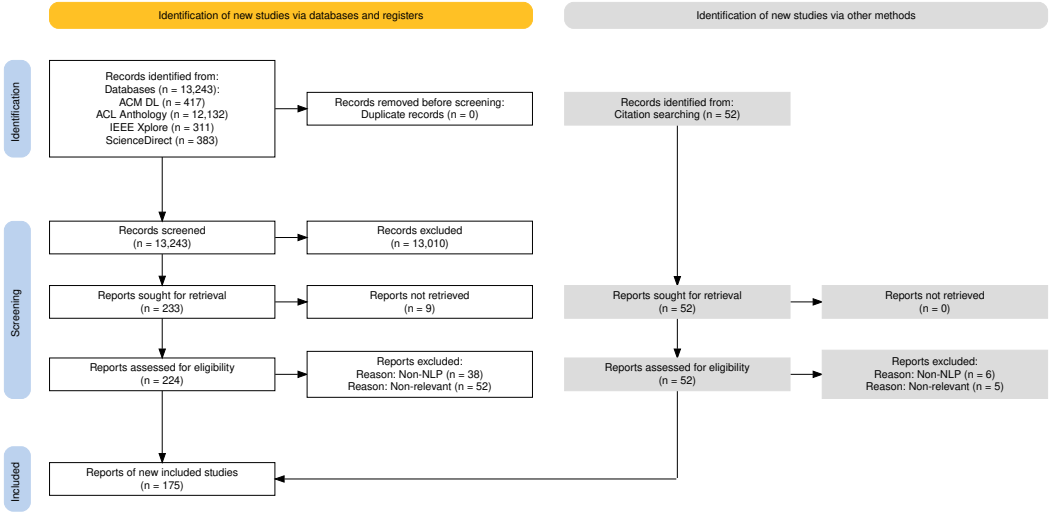 Identification of new studies via databases and registers
Identification of new studies via other methods
Identification
Records identified from:
Databases (n = 13,243):
ACM DL (n = 417)
ACL Anthology (n = 12,132)
IEEE Xplore (n = 311)
ScienceDirect (n = 383)
Records removed before screening:
Duplicate records (n = 0)
Records identified from:
Citation searching (n = 52)
Screening
Records screened
(n = 13,243)
Records excluded
(n = 13,010)
Reports sought for retrieval
(n = 233)
Reports not retrieved
(n = 9)
Reports sought for retrieval
(n = 52)
Reports not retrieved
(n = 0)
Reports assessed for eligibility
(n = 224)
Reports excluded:
Reason: Non-NLP (n = 38)
Reason: Non-relevant (n = 52)
Reports assessed for eligibility
(n = 52)
Reports excluded:
Reason: Non-NLP (n = 6)
Reason: Non-relevant (n = 5)
Included
Reports of new included studies
(n = 175)